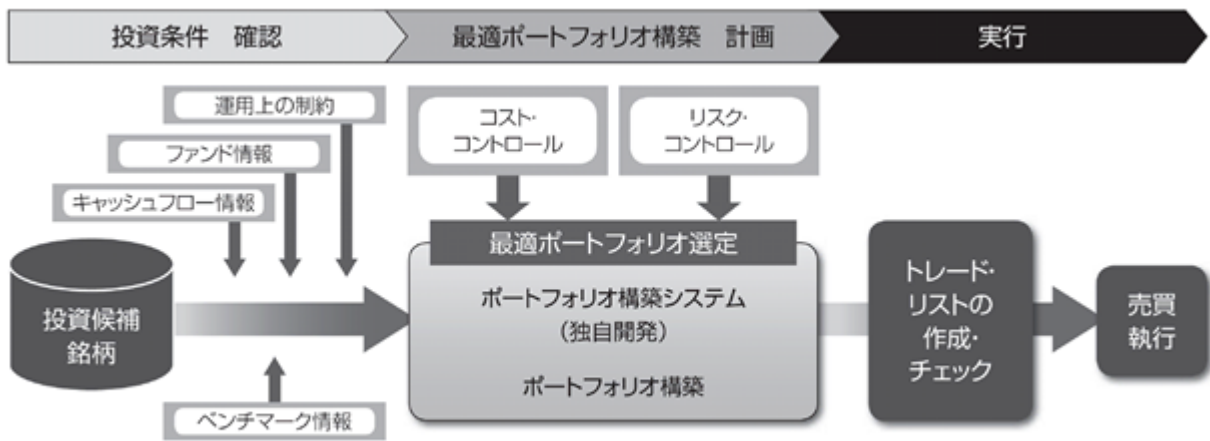 投資条件　確認
最適ポートフォリオ構築　計画
実行
運用上の制約
ファンド情報
キャッシュフロー情報
投資候補
銘柄
ベンチマーク情報
コスト・
コントロール
リスク・
コントロール
最適ポートフォリオ選定
ポートフォリオ構築システム
（独自開発）
ポートフォリオ構築
トレード・
リストの
作成・
チェック
売買
執行